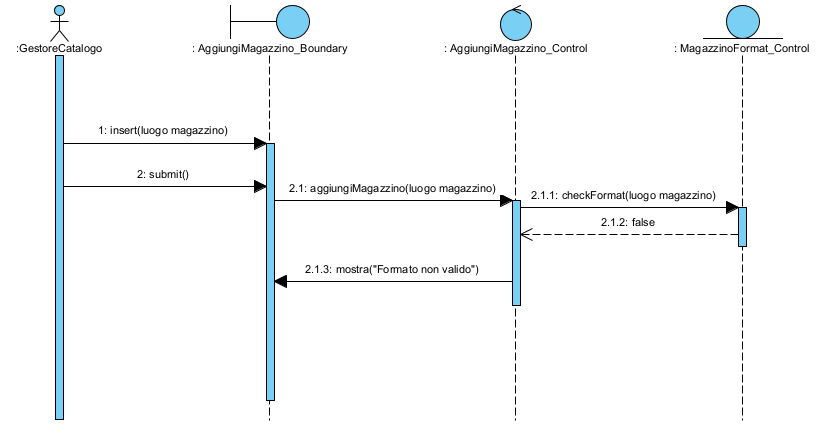 :GestoreCatalogo
: AggiungiMagazzino_Boundary
: AggiungiMagazzino_Control
: MagazzinoFormat_Control
1: insert(luogo magazzino)
2: submit()
2.1: aggiungiMagazzino(luogo magazzino)
2.1.1: checkFormat(luogo magazzino)
2.1.2: false
2.1.3: mostra("Formato non valido")